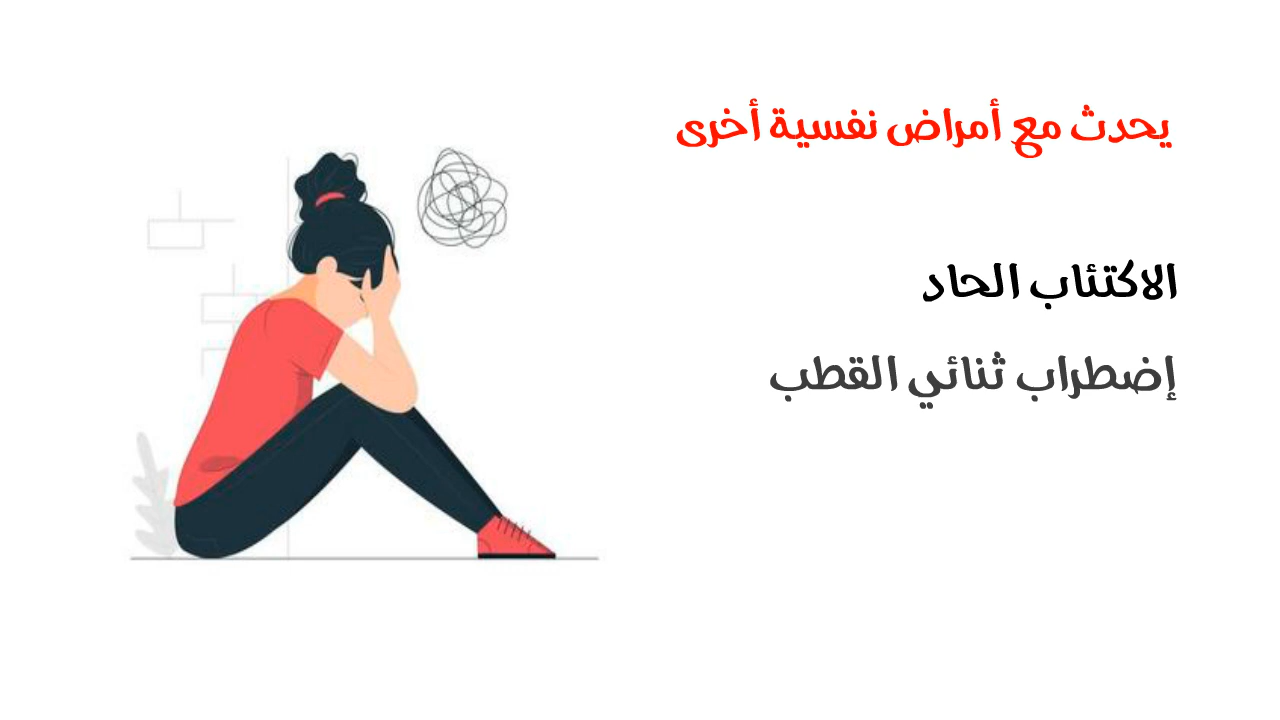 يحدث مع أمراض نفسية أخرى
الاكتئاب الحاد
إضطراب ثنائي القطب